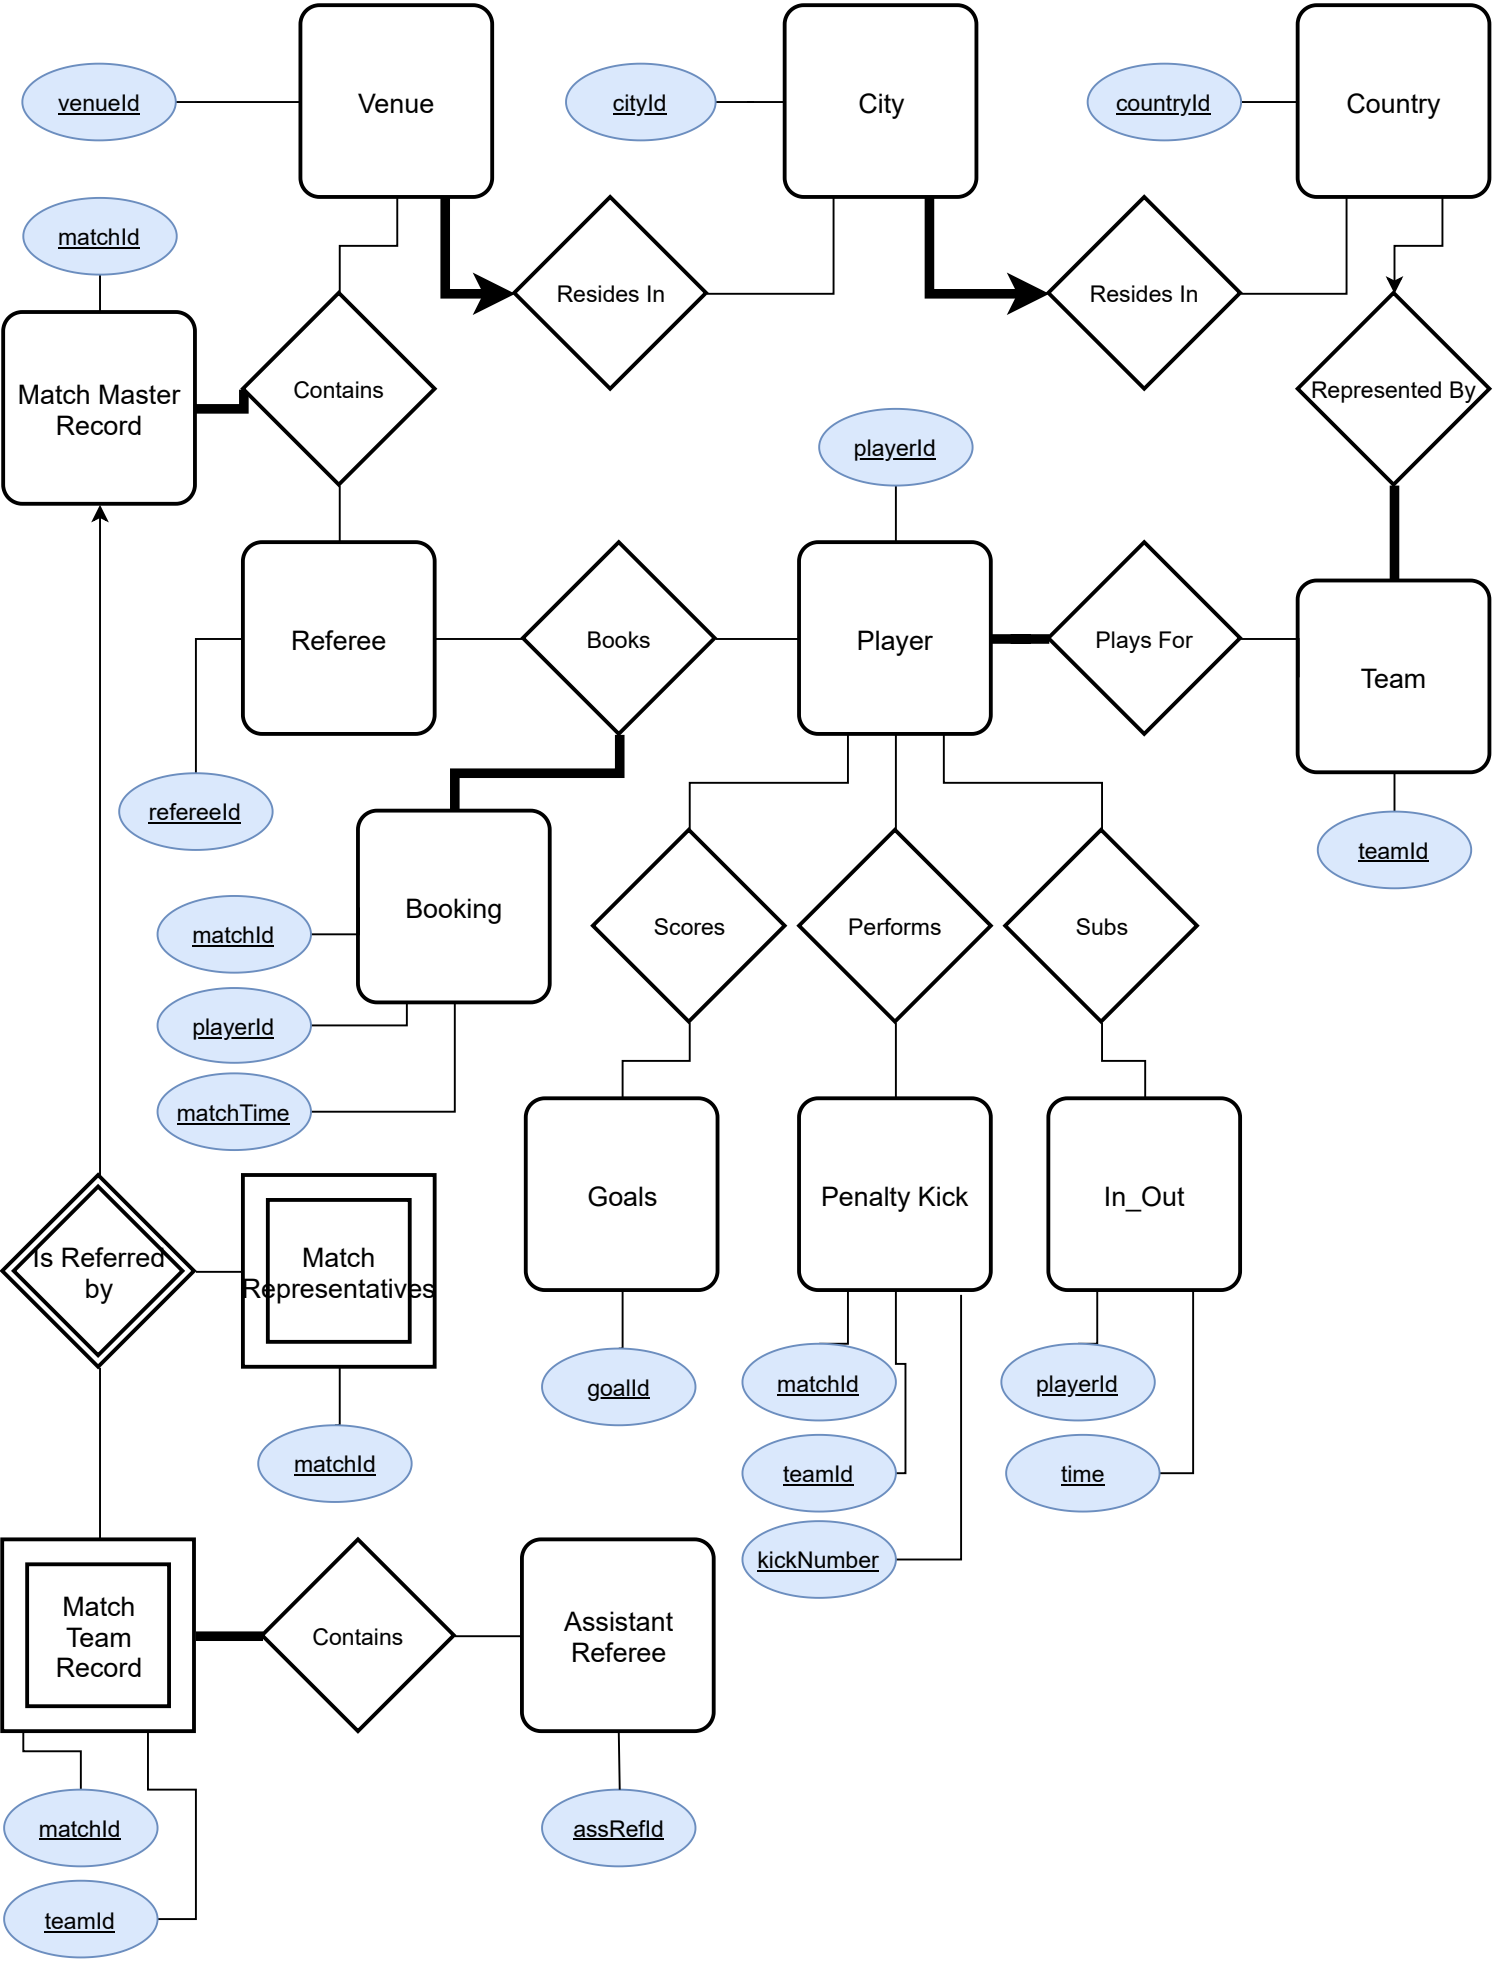 Venue
City
Country
venueId
cityId
countryId
matchId
Resides In
Resides In
Match Master
Record
Contains
Represented By
playerId
Referee
Books
Player
Plays For
Team
refereeId
teamId
Booking
matchId
Scores
Performs
Subs
playerId
matchTime
Goals
Penalty Kick
In_Out
Is Referred
by
Match
Representatives
goalId
matchId
playerId
matchId
teamId
time
kickNumber
Match
Team
Record
Contains
Assistant
Referee
matchId
assRefId
teamId